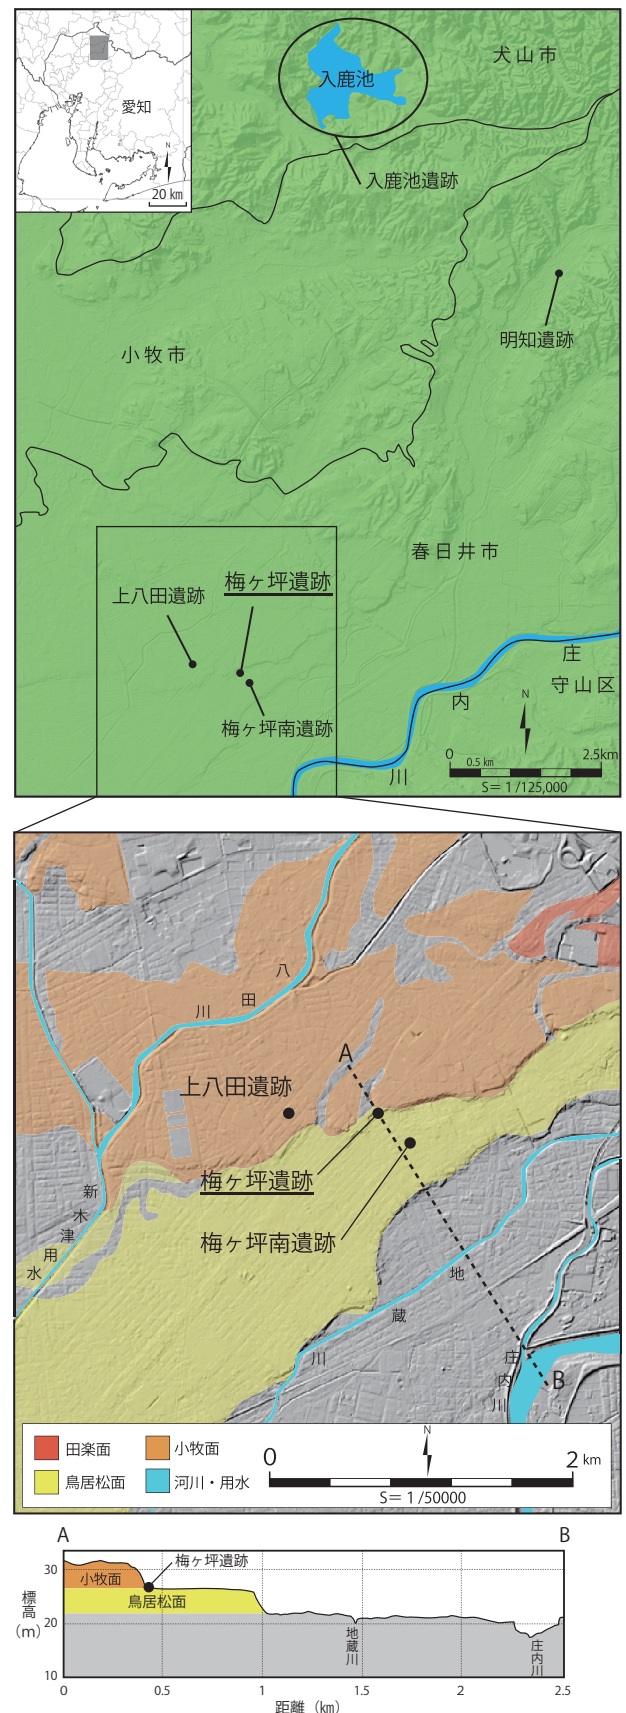 愛知
N
20 km
犬山市
入鹿池
入鹿池遺跡
明知遺跡
小牧市
春日井市
上八田遺跡
梅ヶ坪遺跡
梅ヶ坪南遺跡
庄
内
川
守山区
N
0
0.5 km
2.5km
S= 1 /125,000
八
田
川
A
上八田遺跡
梅ヶ坪遺跡
梅ヶ坪南遺跡
新
木
津
用
水
地
蔵
川
庄
内
川
B
田楽面
小牧面
鳥居松面
河川・用水
N
0
2 km
S= 1 /50000
A
B
梅ヶ坪遺跡
小牧面
鳥居松面
地蔵川
庄内川
標高
(m)
30
20
10
0
0.5
1
1.5
2
2.5
距離 (km)